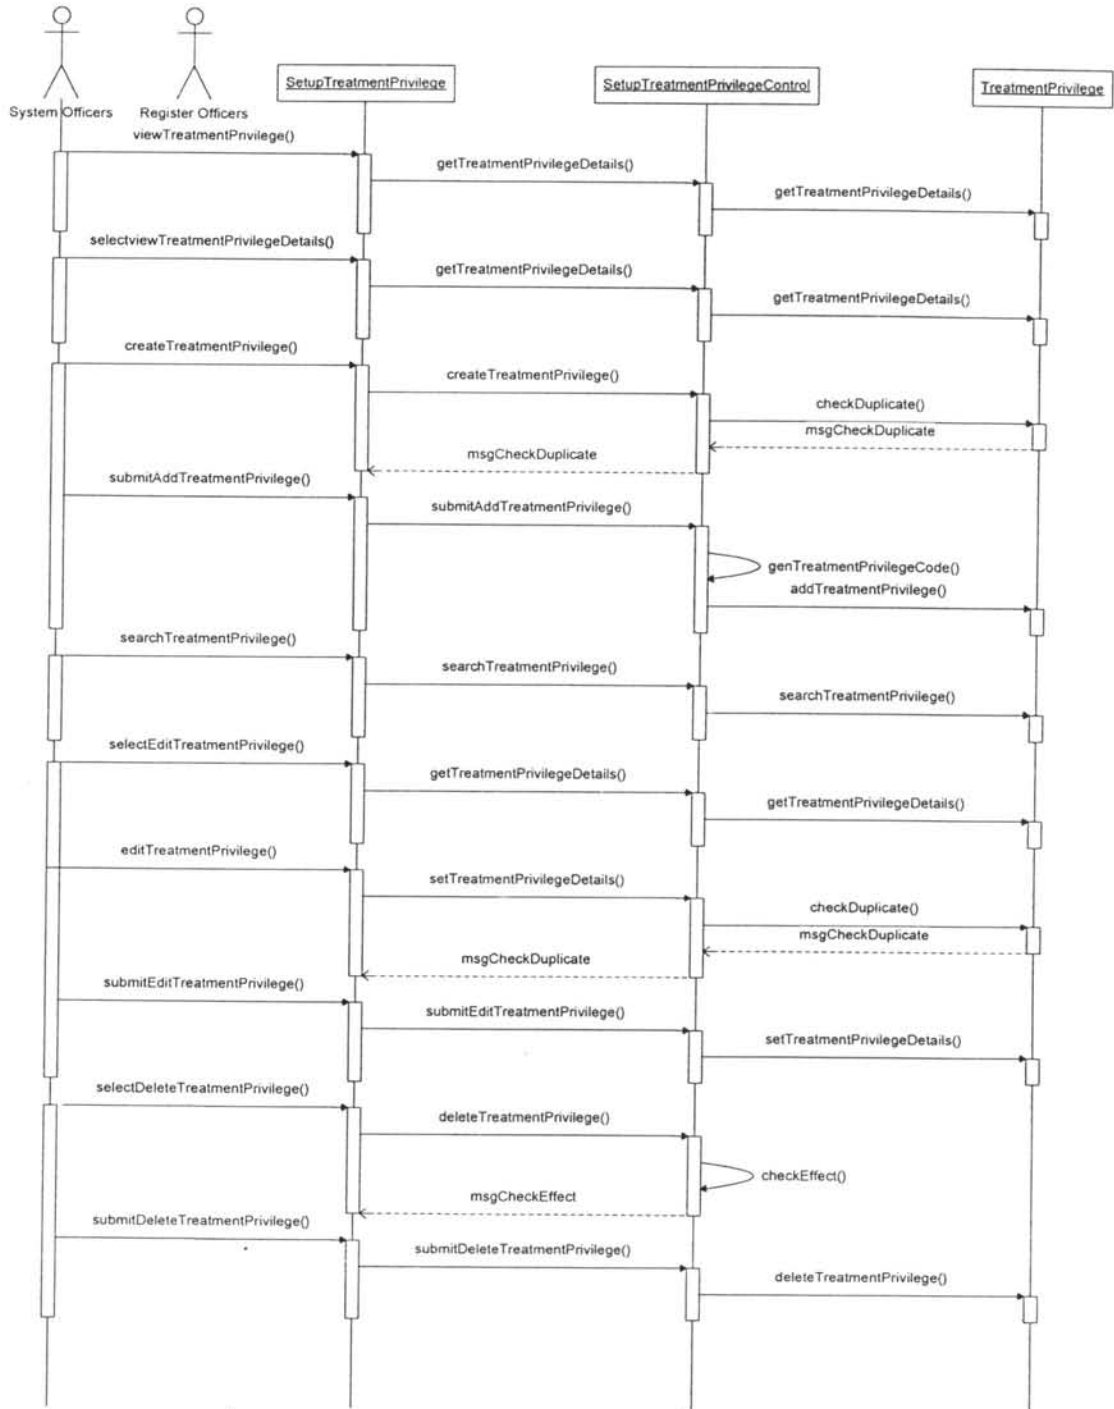 SetupTreatmentPrivilege
SetupTreatmentPrivilegeControl
TreatmentPrivilege
System Officers
Register Officers
viewTreatmentPrivilege()
getTreatmentPrivilegeDetails()
getTreatmentPrivilegeDetails()
selectviewTreatmentPrivilegeDetails()
getTreatmentPrivilegeDetails()
getTreatmentPrivilegeDetails()
createTreatmentPrivilege()
createTreatmentPrivilege()
checkDuplicate()
msgCheckDuplicate
msgCheckDuplicate
submitAddTreatmentPrivilege()
submitAddTreatmentPrivilege()
genTreatmentPrivilegeCode()
addTreatmentPrivilege()
searchTreatmentPrivilege()
searchTreatmentPrivilege()
searchTreatmentPrivilege()
selectEditTreatmentPrivilege()
getTreatmentPrivilegeDetails()
getTreatmentPrivilegeDetails()
editTreatmentPrivilege()
setTreatmentPrivilegeDetails()
checkDuplicate()
msgCheckDuplicate
msgCheckDuplicate
submitEditTreatmentPrivilege()
submitEditTreatmentPrivilege()
setTreatmentPrivilegeDetails()
selectDeleteTreatmentPrivilege()
deleteTreatmentPrivilege()
checkEffect()
msgCheckEffect
submitDeleteTreatmentPrivilege()
submitDeleteTreatmentPrivilege()
deleteTreatmentPrivilege()